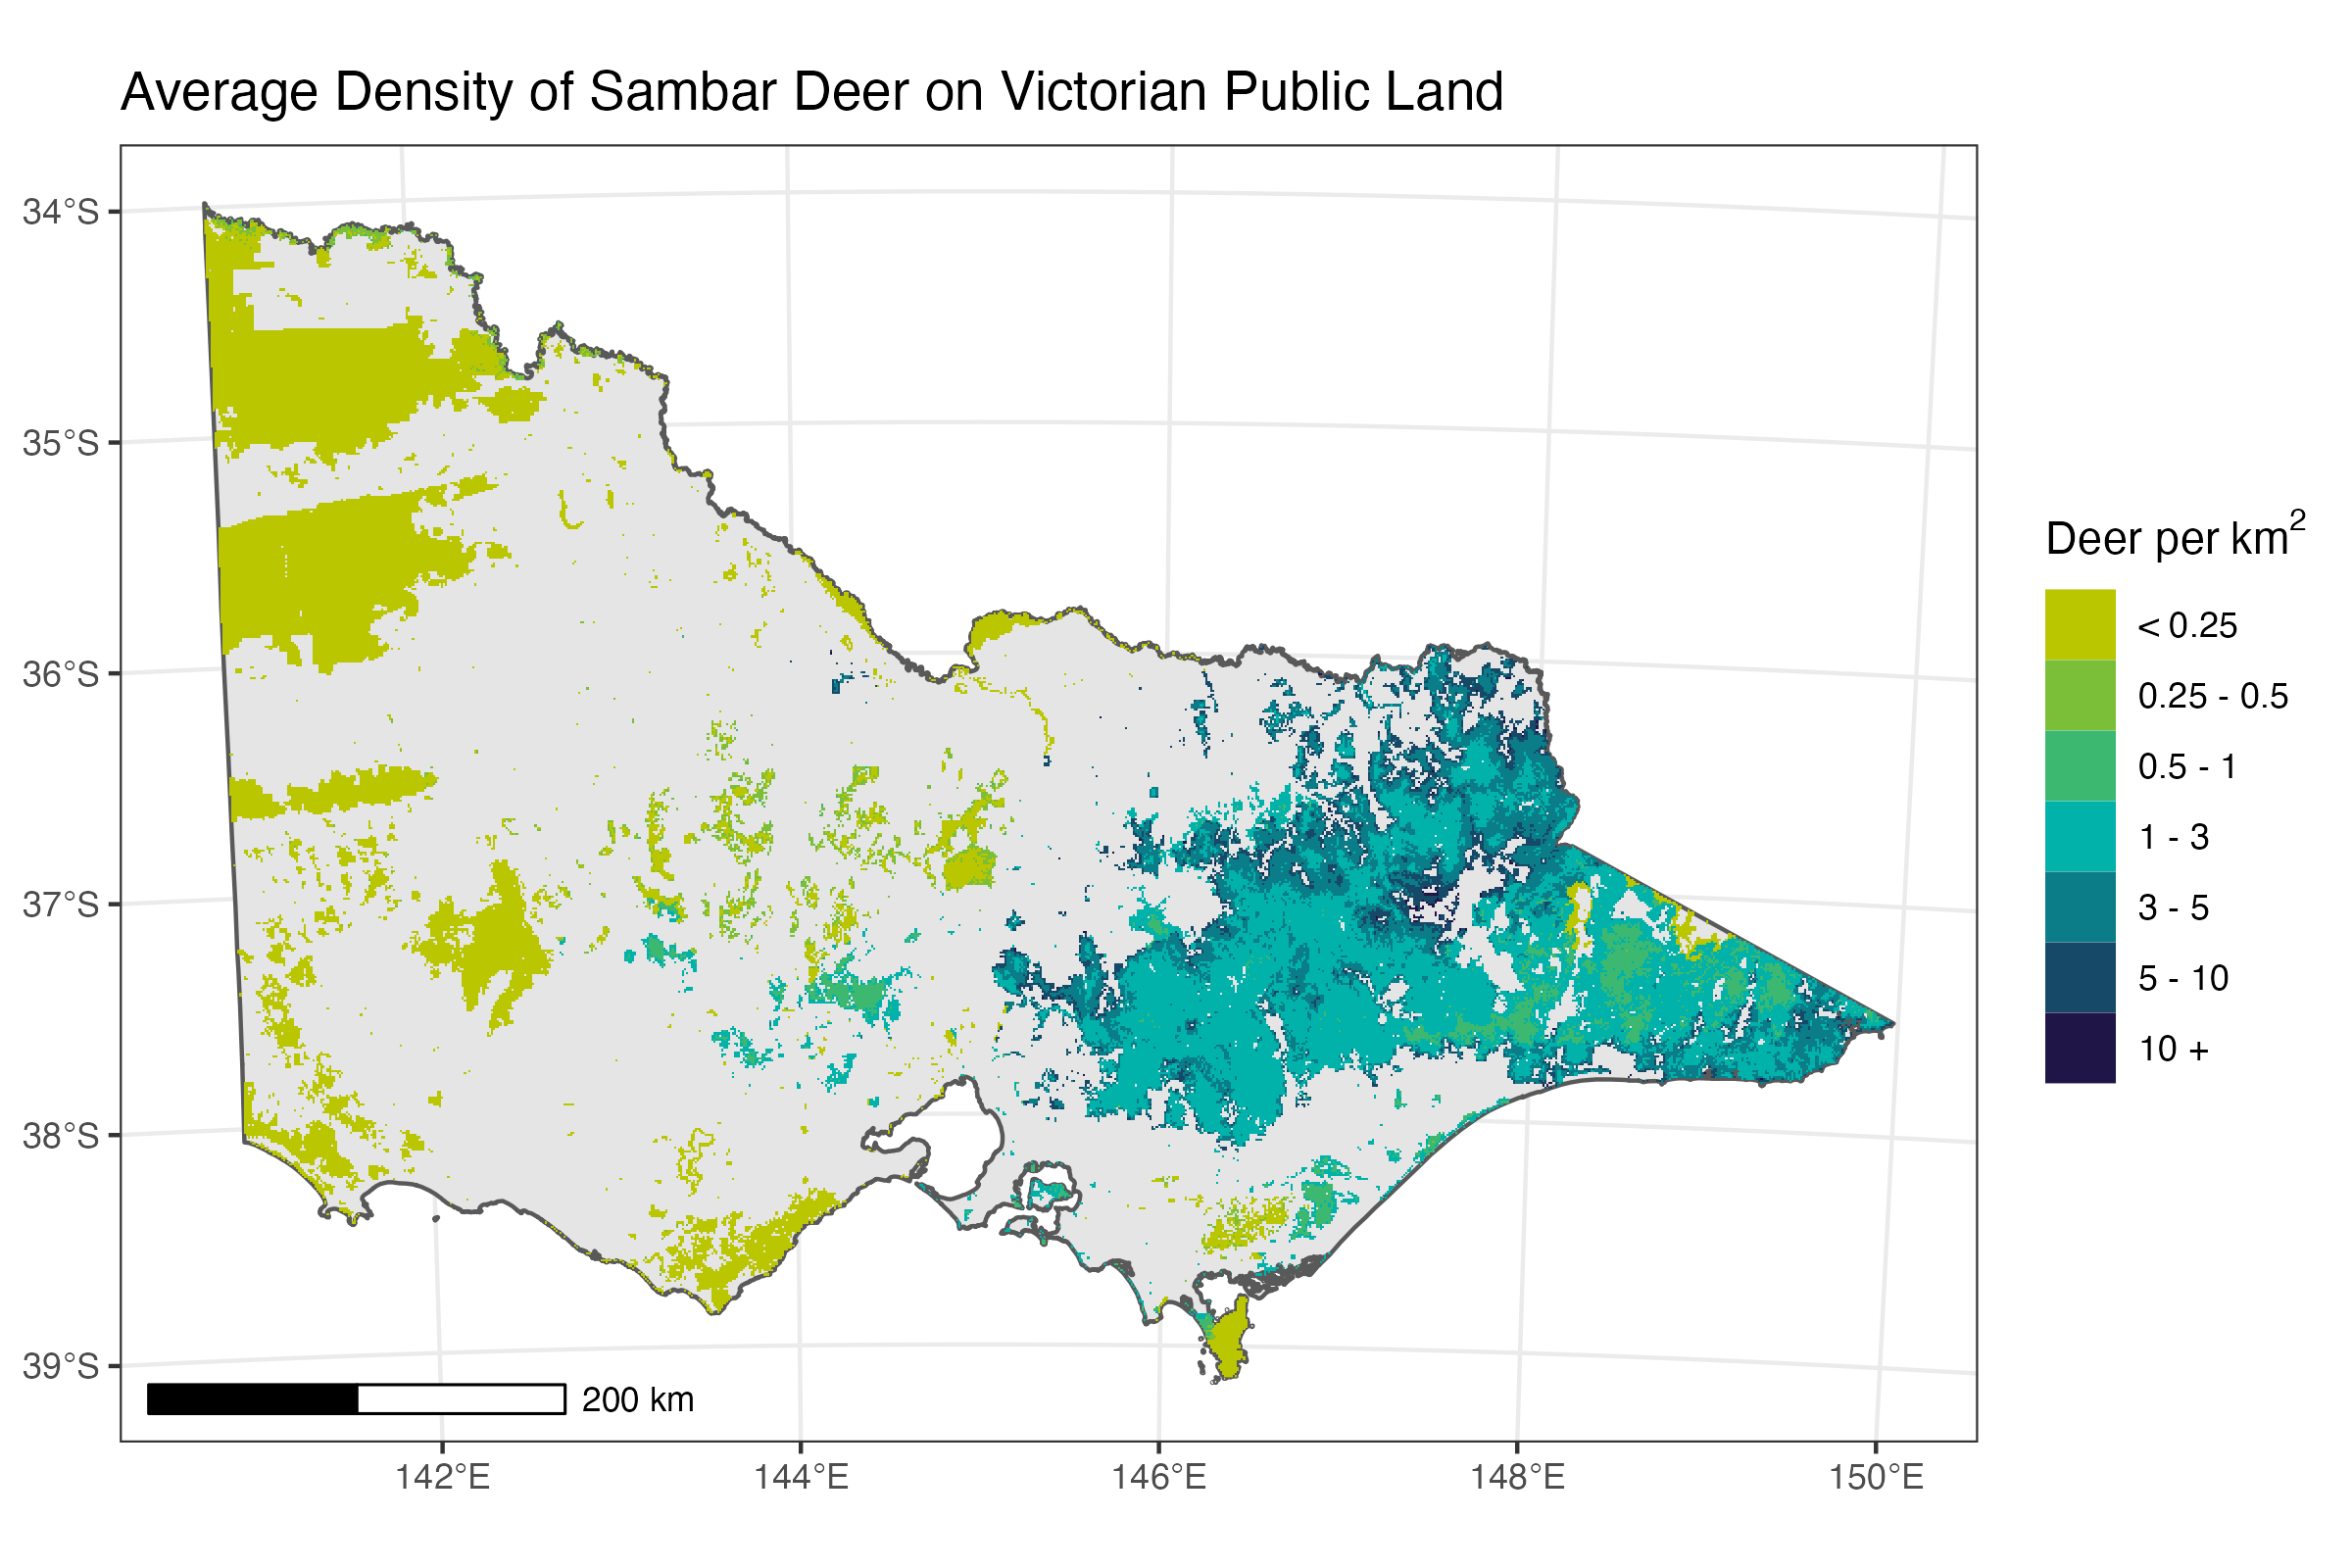 Average Density of Sambar Deer on Victorian Public Land
34°S
35°S
36°S
37°S
38°S
39°S
200 km
142°E
144°E
146°E
148°E
150°E
Deer per km²
< 0.25
0.25 - 0.5
0.5 - 1
1 - 3
3 - 5
5 - 10
10 +